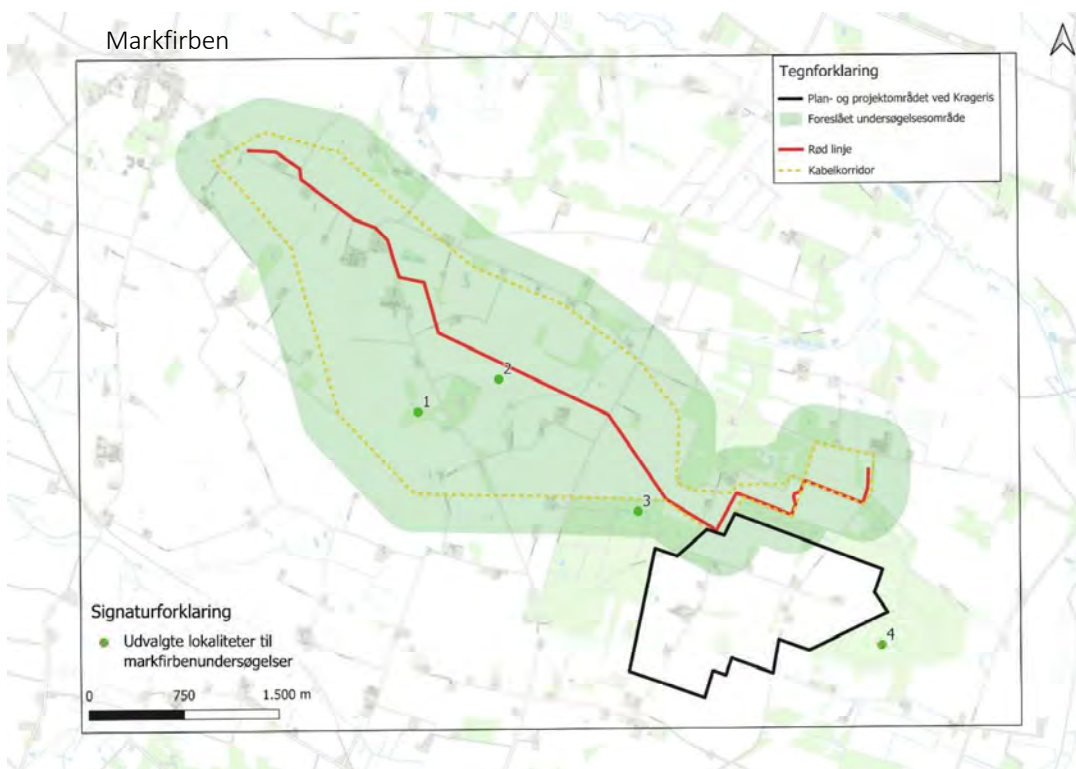 Markfirben
Tegnforklaring
Plan- og projektområdet ved Krageris
Foreslået undersøgelsesområde
Rød linje
Kabelkorridor
2
1
3
4
Signaturforklaring
Udvalgte lokaliteter til
markfirbenundersøgelser
0 750 1.500 m